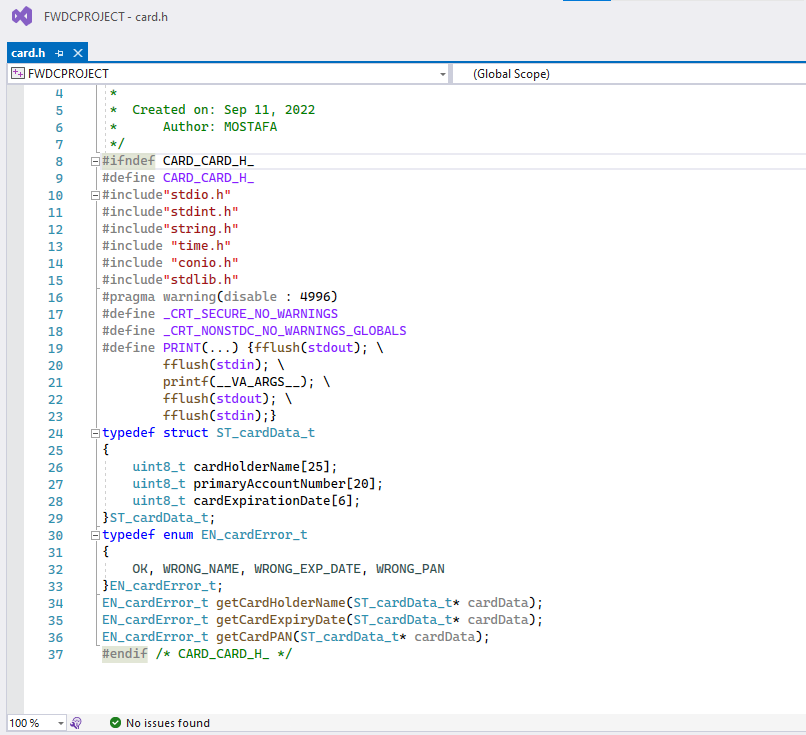 FWDCPROJECT - card.h
card.h
FWDCPROJECT (Global Scope)
4 *
5 * Created on: Sep 11, 2022
6 * Author: MOSTAFA
7 */
8 #ifndef CARD_CARD_H_
9 #define CARD_CARD_H_
10 #include"stdio.h"
11 #include"stdint.h"
12 #include"string.h"
13 #include "time.h"
14 #include "conio.h"
15 #include"stdlib.h"
16 #pragma warning(disable : 4996)
17 #define _CRT_SECURE_NO_WARNINGS
18 #define _CRT_NONSTDC_NO_WARNINGS_GLOBALS
19 #define PRINT(...) {fflush(stdout); \
20 fflush(stdin); \
21 printf(__VA_ARGS__); \
22 fflush(stdout); \
23 fflush(stdin);}
24 typedef struct ST_cardData_t
25 {
26 uint8_t cardHolderName[25];
27 uint8_t primaryAccountNumber[20];
28 uint8_t cardExpirationDate[6];
29 }ST_cardData_t;
30 typedef enum EN_cardError_t
31 {
32 OK, WRONG_NAME, WRONG_EXP_DATE, WRONG_PAN
33 }EN_cardError_t;
34 EN_cardError_t getCardHolderName(ST_cardData_t* cardData);
35 EN_cardError_t getCardExpiryDate(ST_cardData_t* cardData);
36 EN_cardError_t getCardPAN(ST_cardData_t* cardData);
37 #endif /* CARD_CARD_H_ */
100 % No issues found